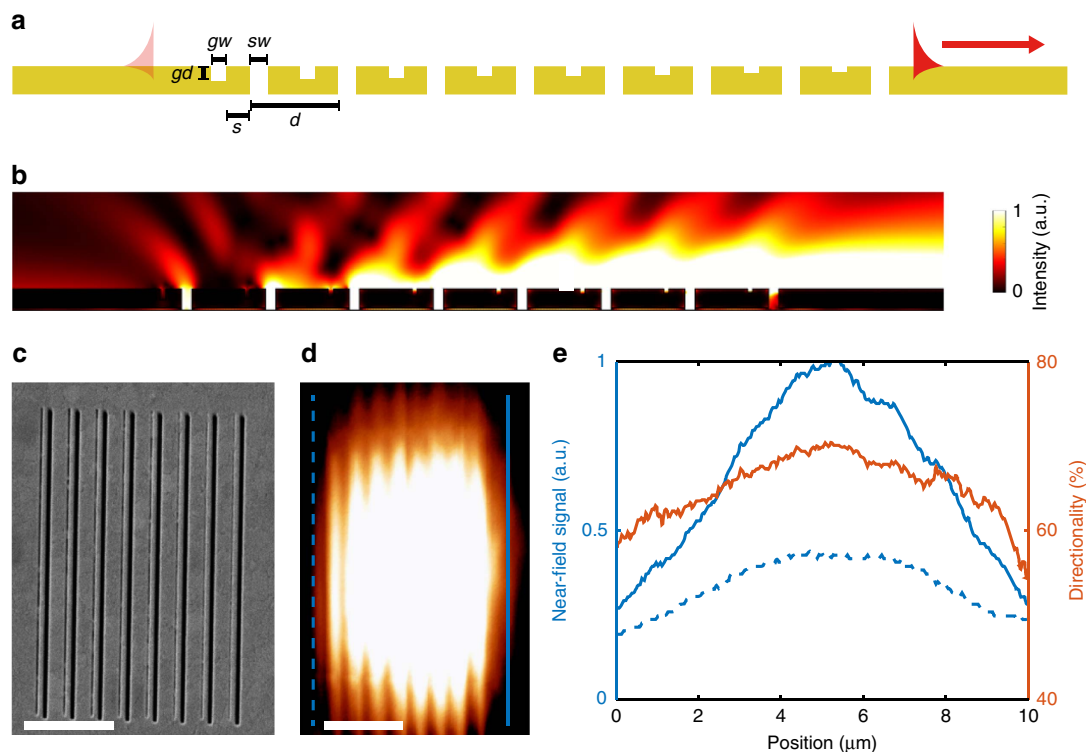 a
gw
sw
gd
s
d
b
1
0
Intensity (a.u.)
c
d
e
1
0.5
0
Near-field signal (a.u.)
80
60
40
Directionality (%)
0
2
4
6
8
10
Position (μm)